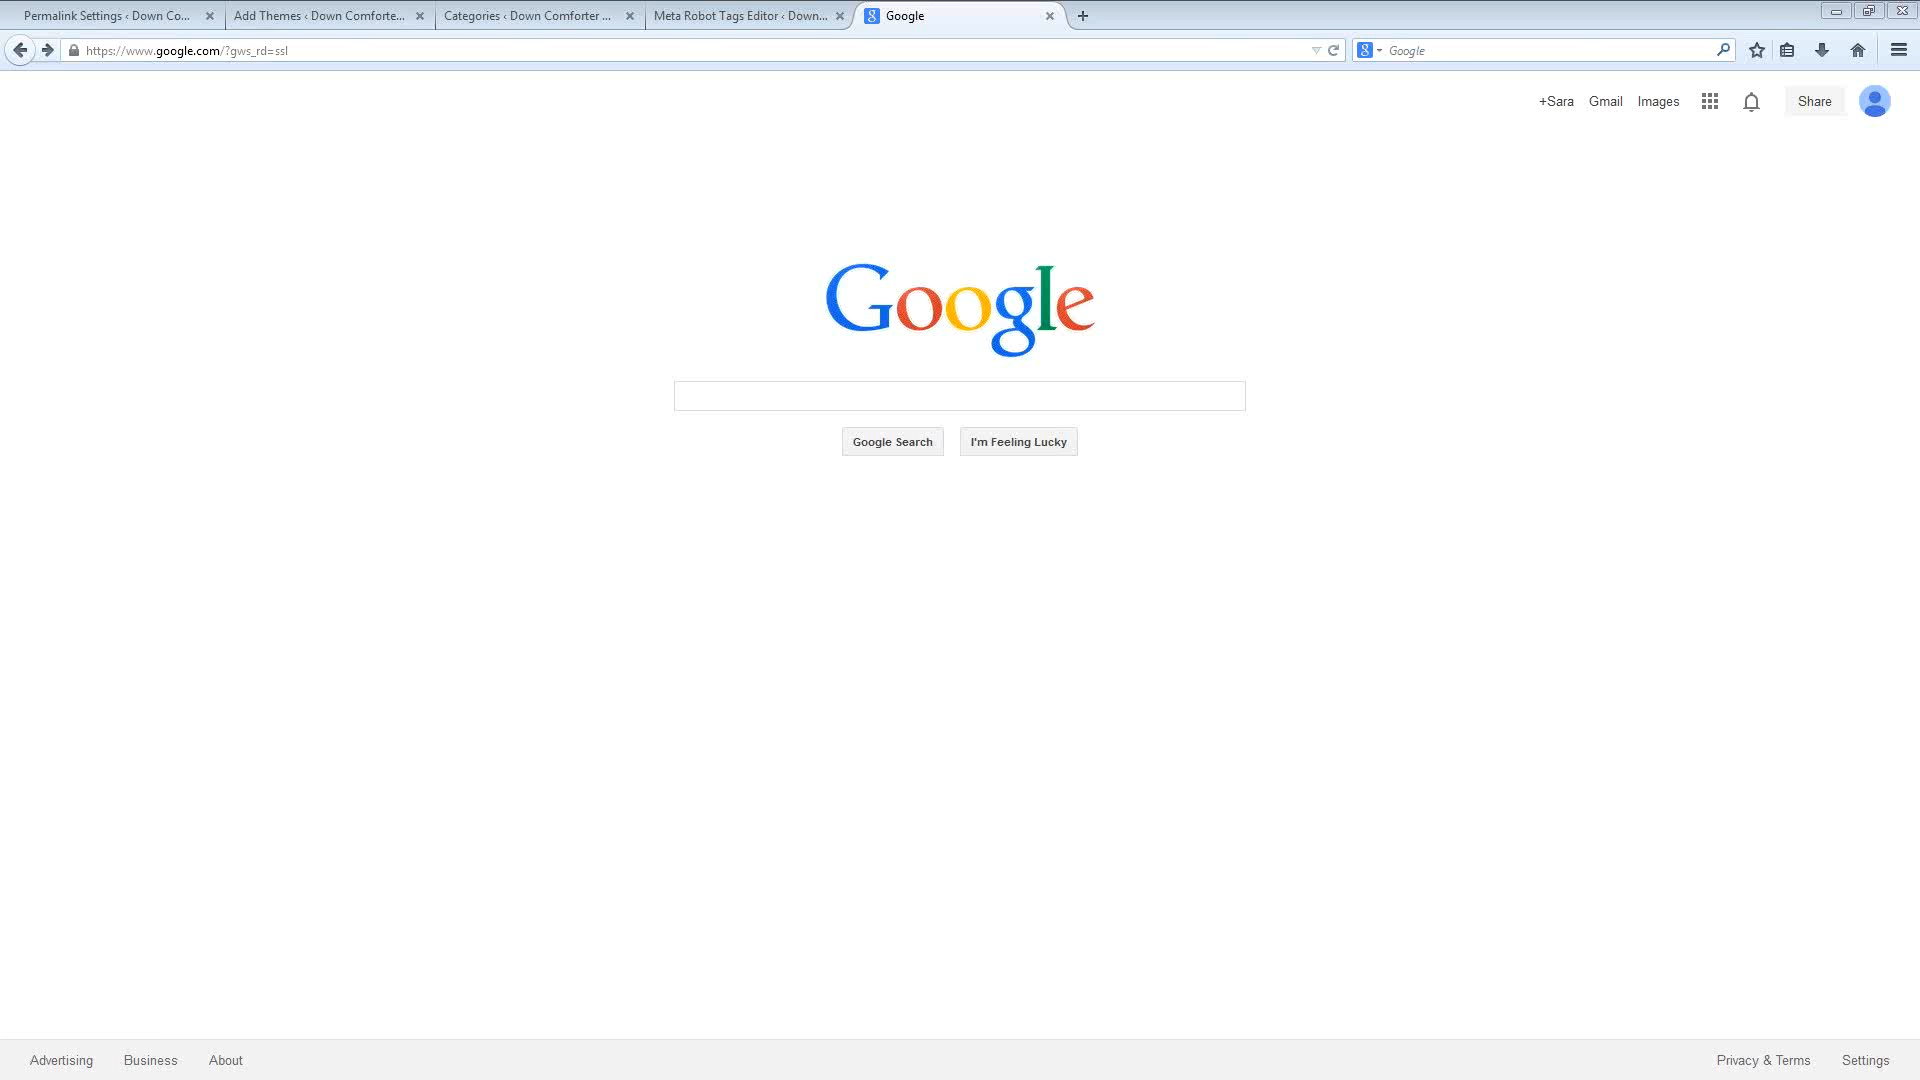 Permalink Settings ‹ Down Co...
Add Themes ‹ Down Comforte...
Categories ‹ Down Comforter ...
Meta Robot Tags Editor ‹ Down...
Google
https://www.google.com/?gws_rd=ssl
Google
+Sara
Gmail
Images
Share
Google
Google Search
I'm Feeling Lucky
Advertising
Business
About
Privacy & Terms
Settings